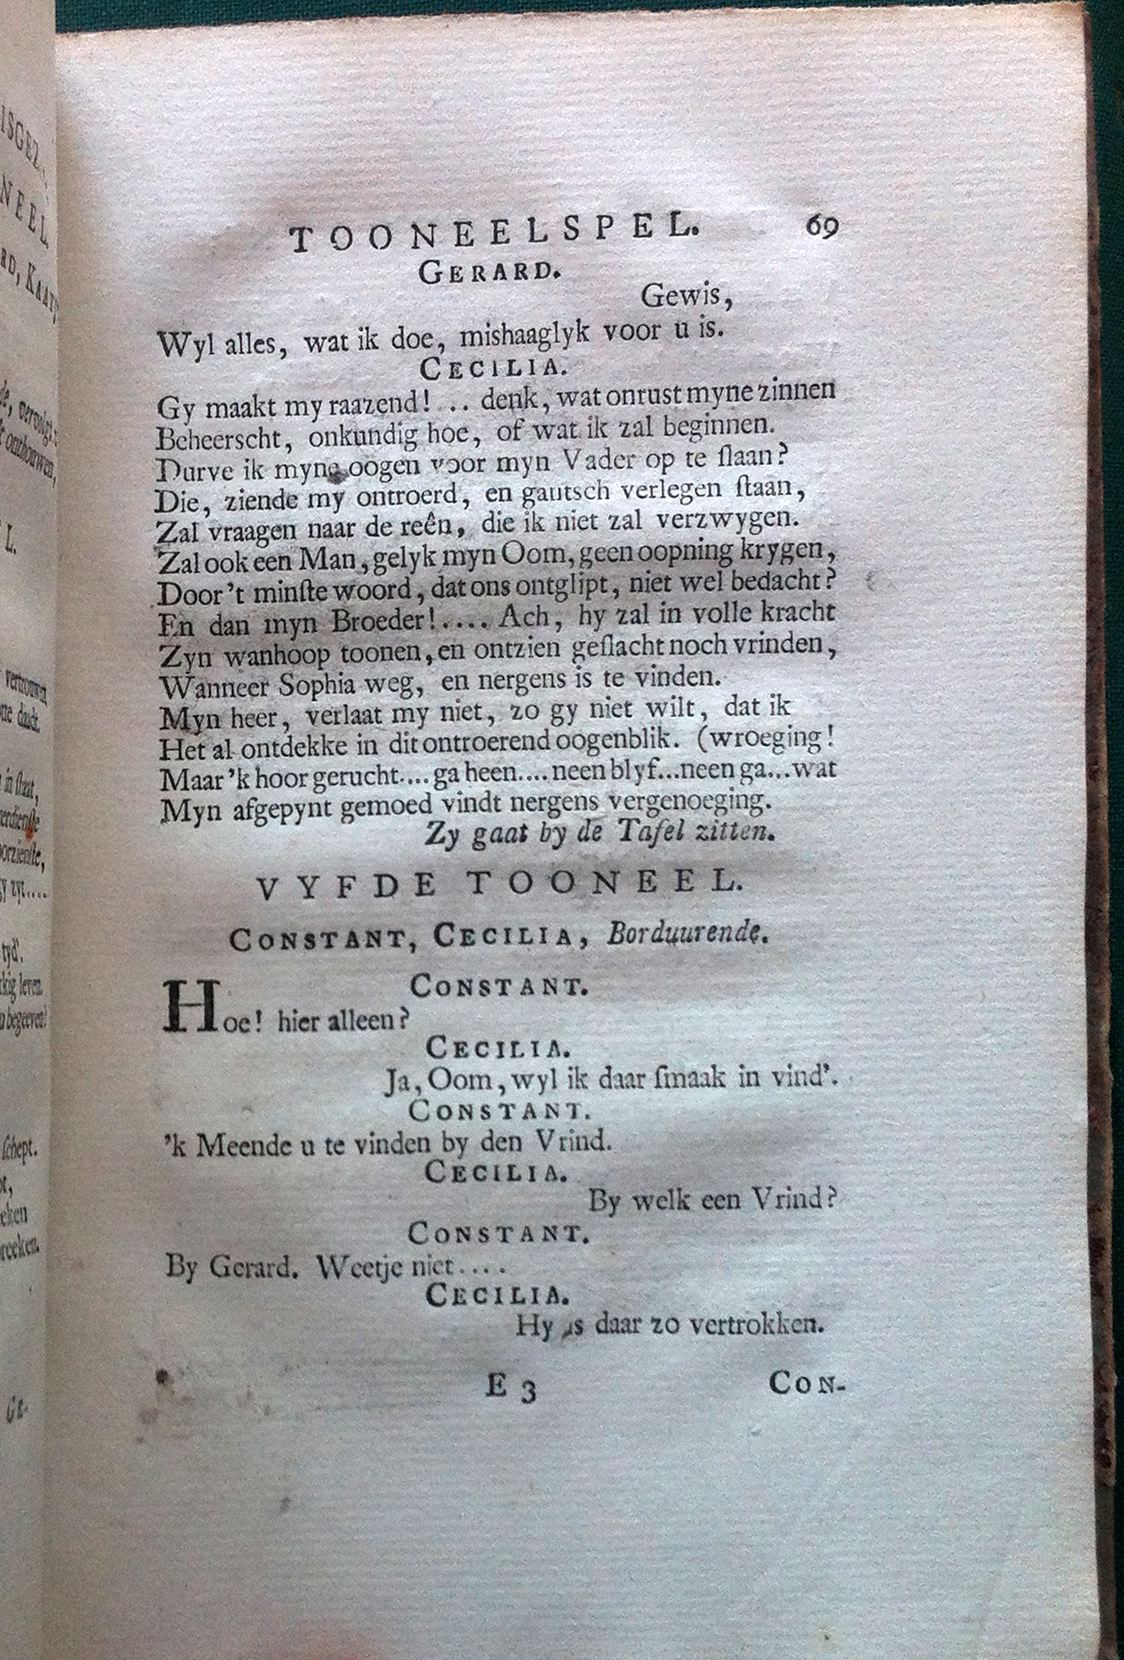 TOONEELSPEL. 69
GERARD.
Gewis,
Wyl alles, wat ik doe, mishaaglyk voor u is.
CECILIA.
Gy maakt my raazend! .. denk, wat onrust myne zinnen
Beheerscht, onkundig hoe, of wat ik zal beginnen.
Durve ik myne oogen voor myn Vader op te ſlaan?
Die, ziende my ontroerd, en gantsch verlegen ſtaan,
Zal vraagen naar de reên, die ik niet zal verzwygen.
Zal ook een Man, gelyk myn Oom, geen oopning krygen,
Door 't minſte woord, dat ons ontglipt, niet wel bedacht?
En dan myn Broeder!.... Ach, hy zal in volle kracht
Zyn wanhoop toonen, en ontzien geſlacht noch vrinden,
Wanneer Sophia weg, en nergens is te vinden.
Myn heer, verlaat my niet, zo gy niet wilt, dat ik
Het al ontdekke in dit ontroerend oogenblik. (wroeging!
Maar 'k hoor gerucht.... ga heen.... neen blyf... neen ga... wat
Myn afgepynt gemoed vindt nergens vergenoeging.
Zy gaat by de Tafel zitten.
VYFDE TOONEEL.
CONSTANT, CECILIA, Borduurende.
CONSTANT.
Hoe! hier alleen?
CECILIA.
Ja, Oom, wyl ik daar ſmaak in vind'.
CONSTANT.
'k Meende u te vinden by den Vrind.
CECILIA.
By welk een Vrind?
CONSTANT.
By Gerard. Weetje niet....
CECILIA.
Hy is daar zo vertrokken.
E 3 CON-